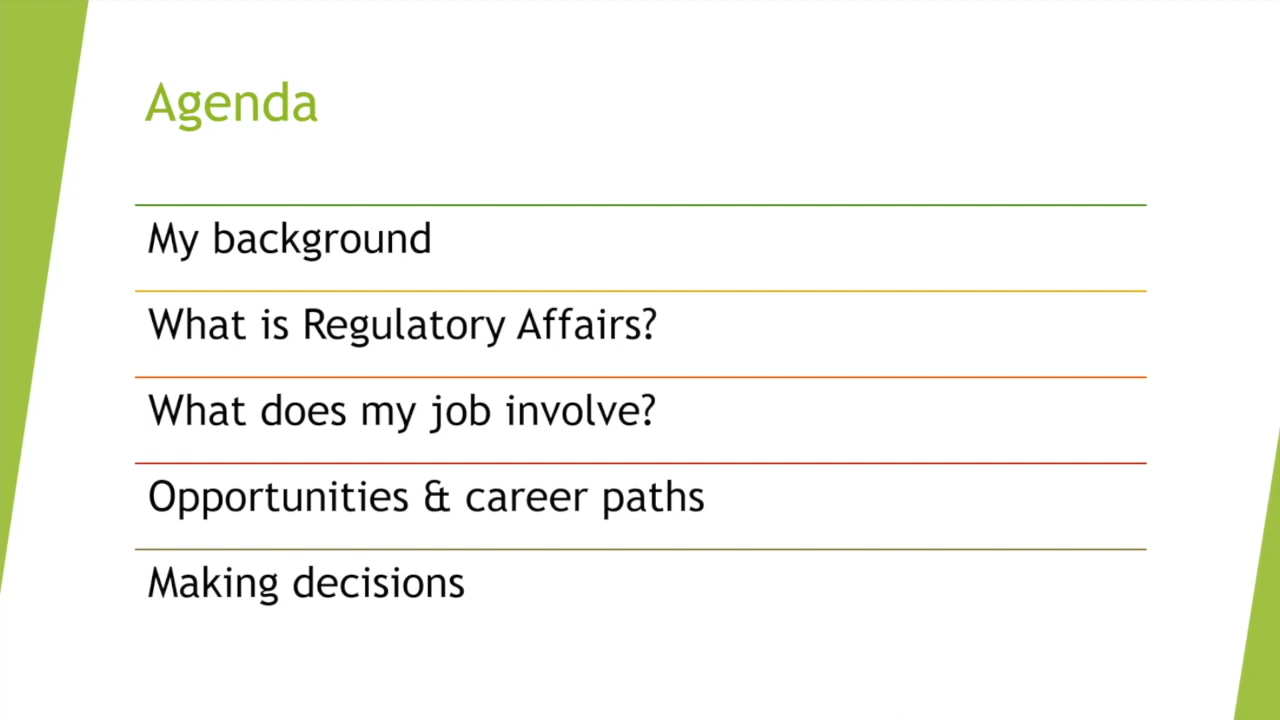 Agenda
My background
What is Regulatory Affairs?
What does my job involve?
Opportunities & career paths
Making decisions